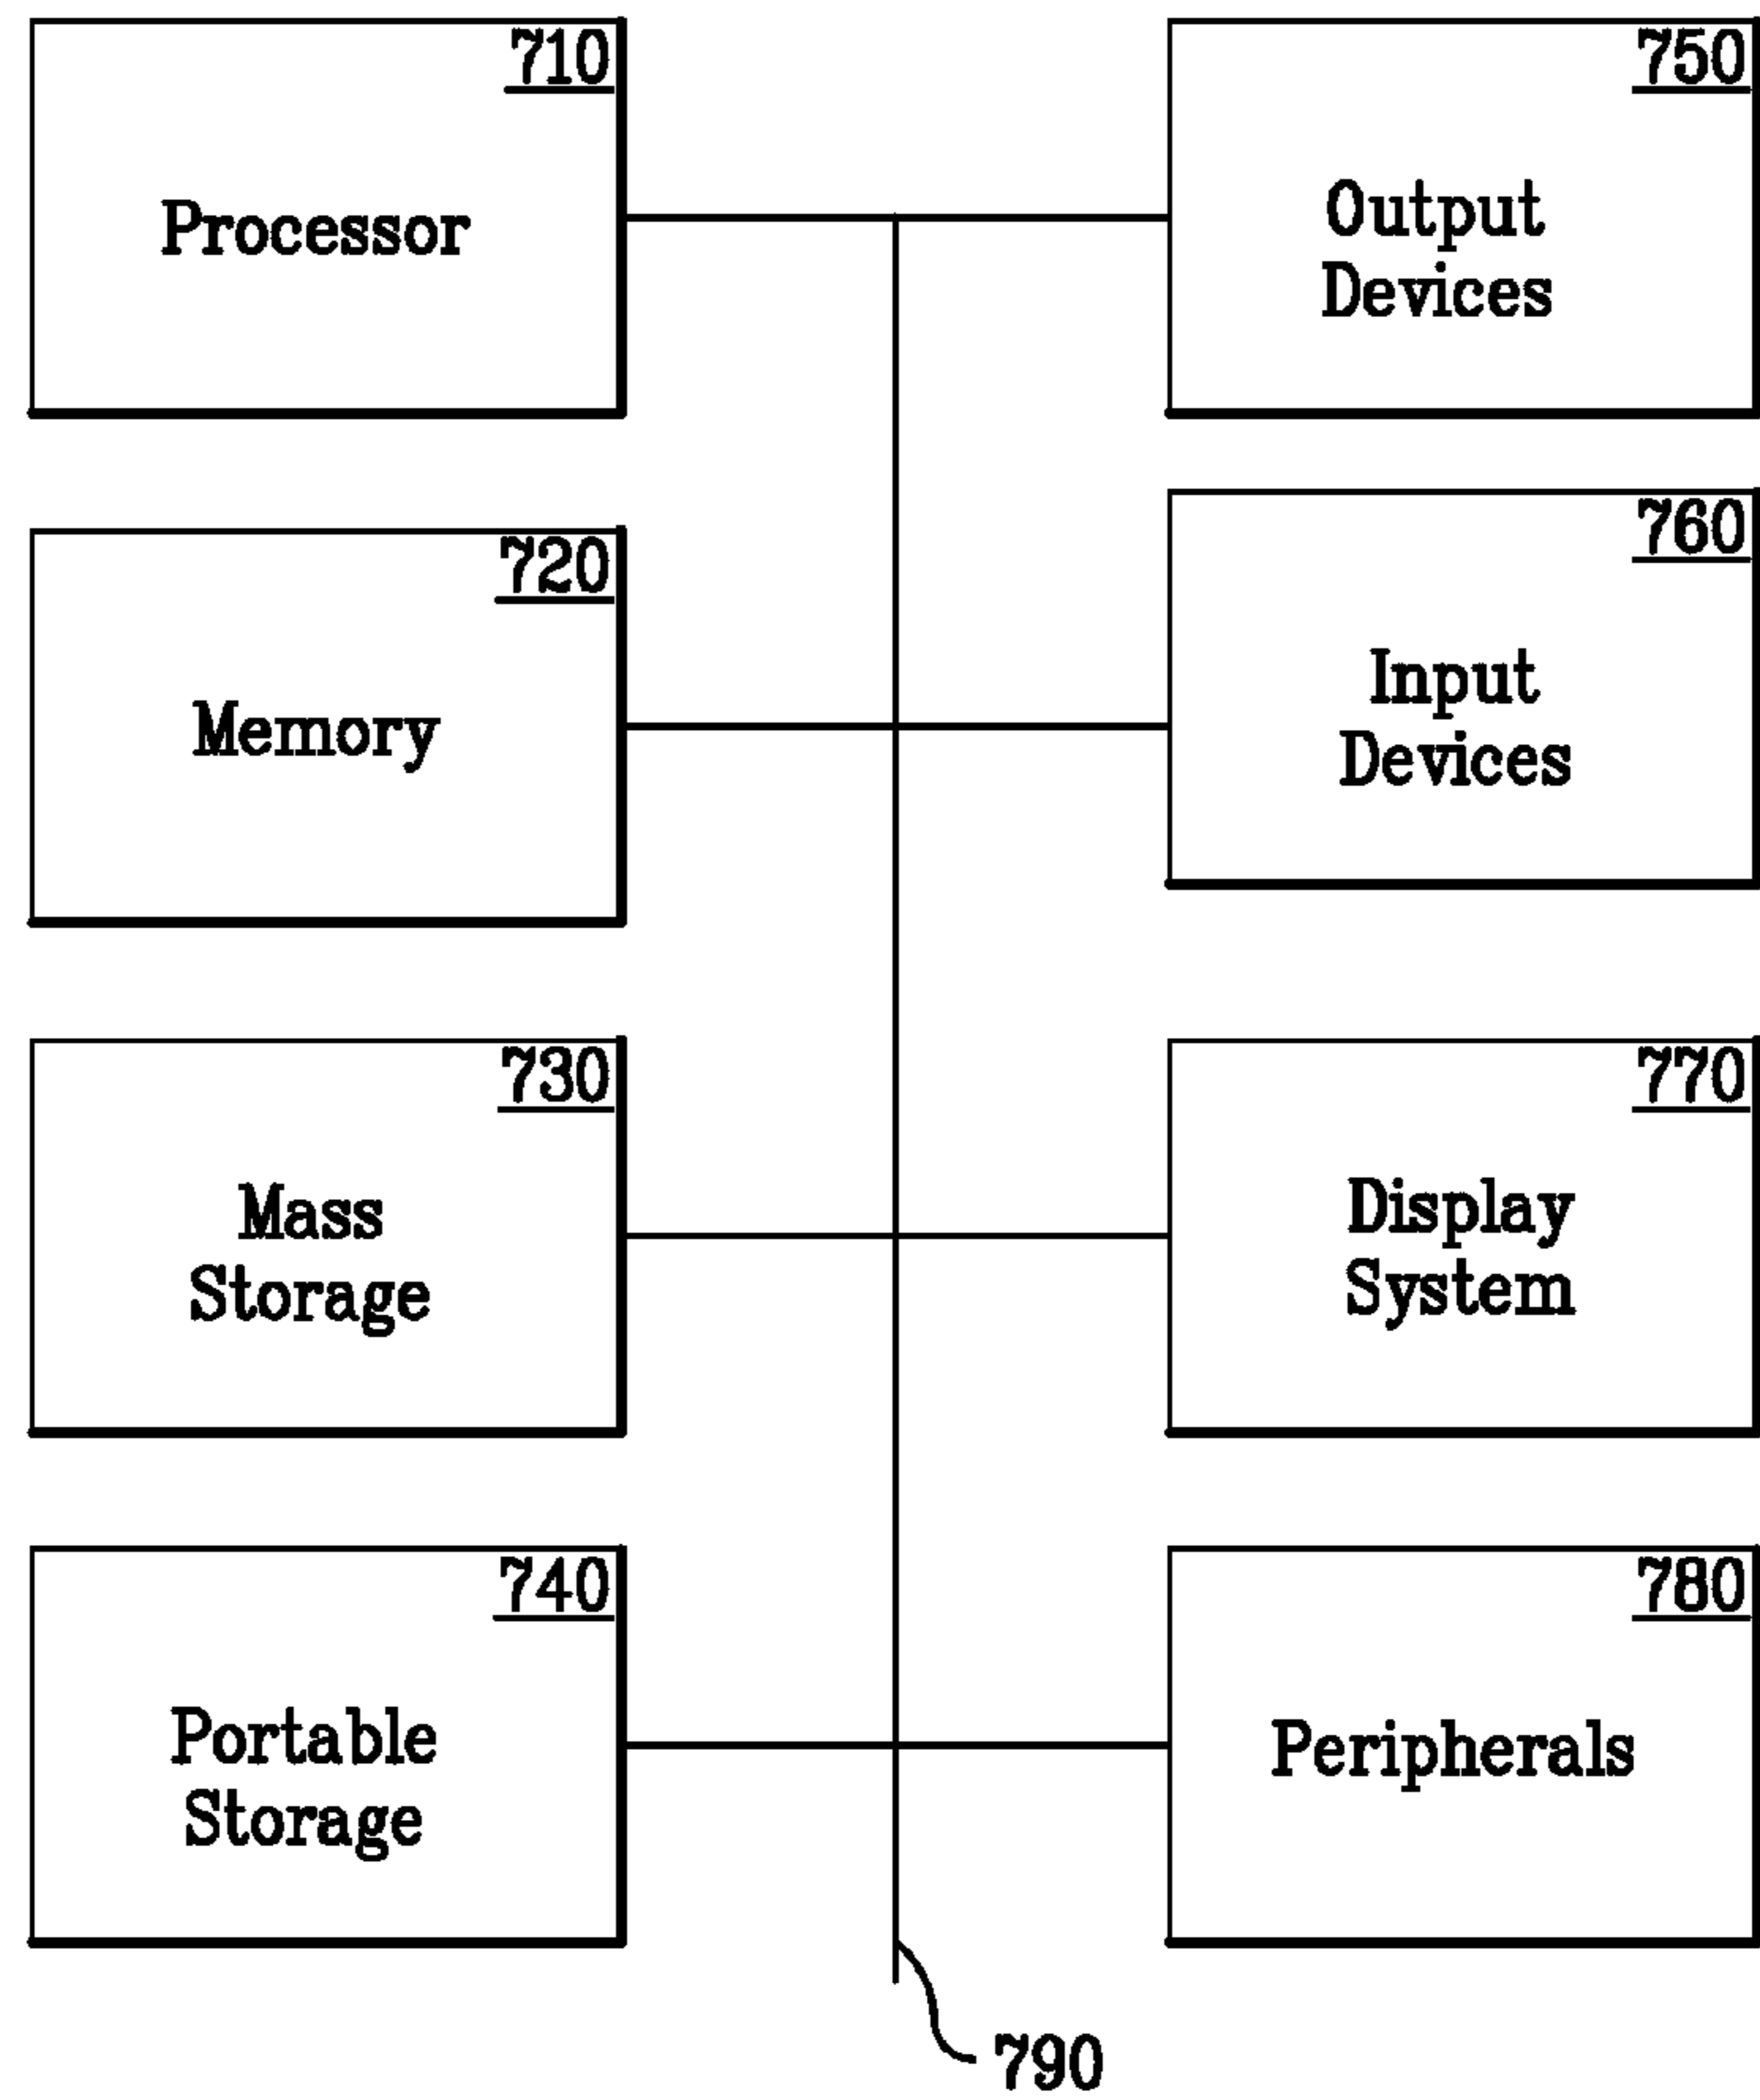 710
Processor
720
Memory
730
Mass
Storage
740
Portable
Storage
750
Output
Devices
760
Input
Devices
770
Display
System
780
Peripherals
790